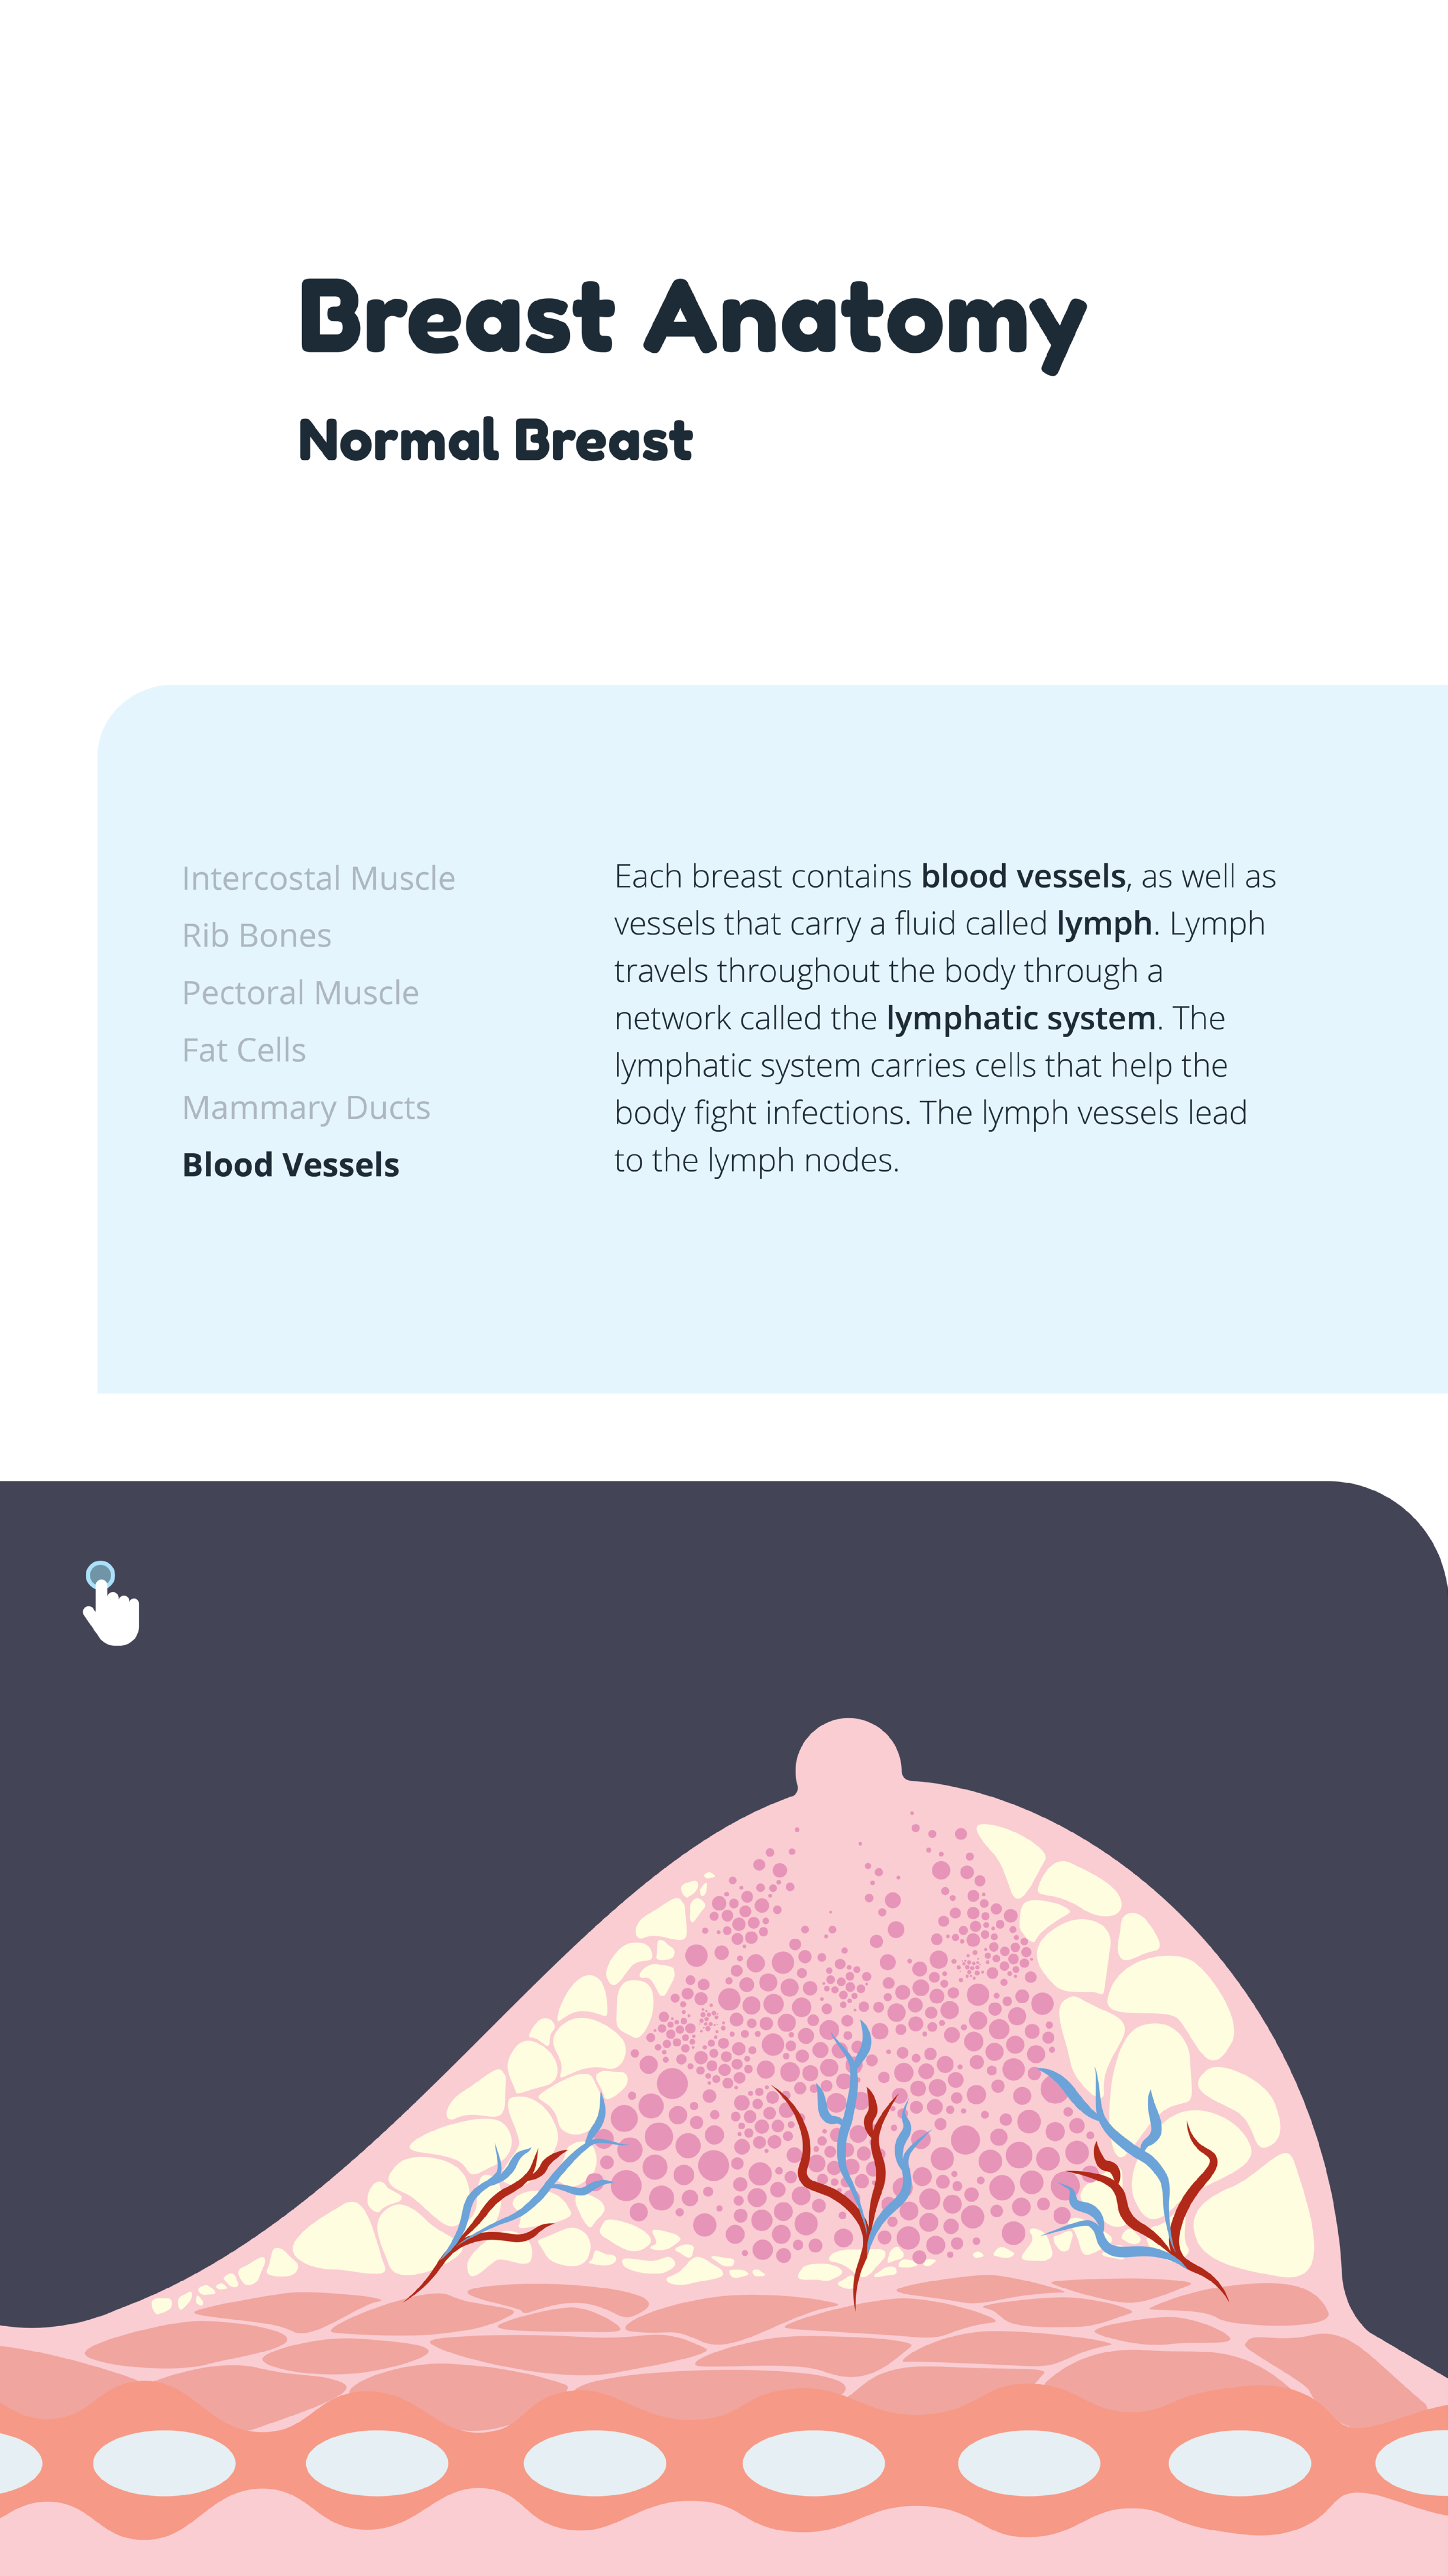 Breast Anatomy
Normal Breast
Intercostal Muscle
Rib Bones
Pectoral Muscle
Fat Cells
Mammary Ducts
Blood Vessels
Each breast contains blood vessels, as well as
vessels that carry a fluid called lymph. Lymph
travels throughout the body through a
network called the lymphatic system. The
lymphatic system carries cells that help the
body fight infections. The lymph vessels lead
to the lymph nodes.